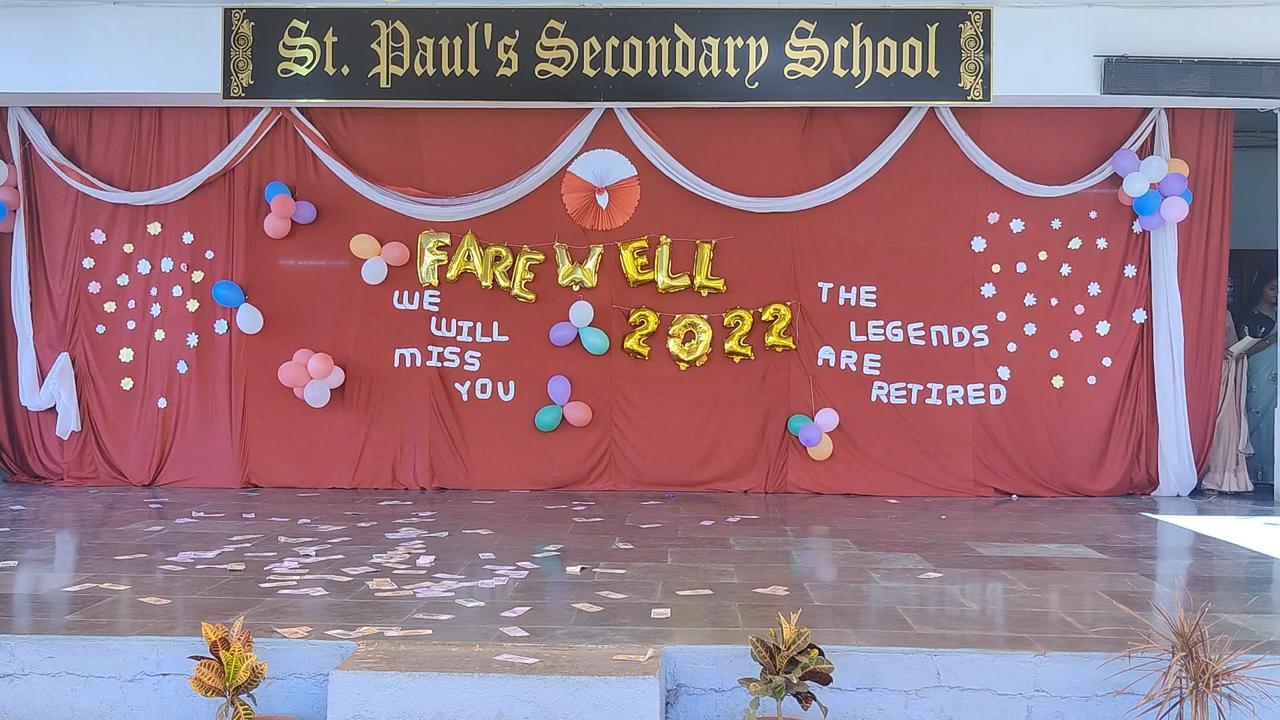 St. Paul's Secondary School
FAREWELL
2022
WE
WILL
MISS
YOU
THE
LEGENDS
ARE
RETIRED